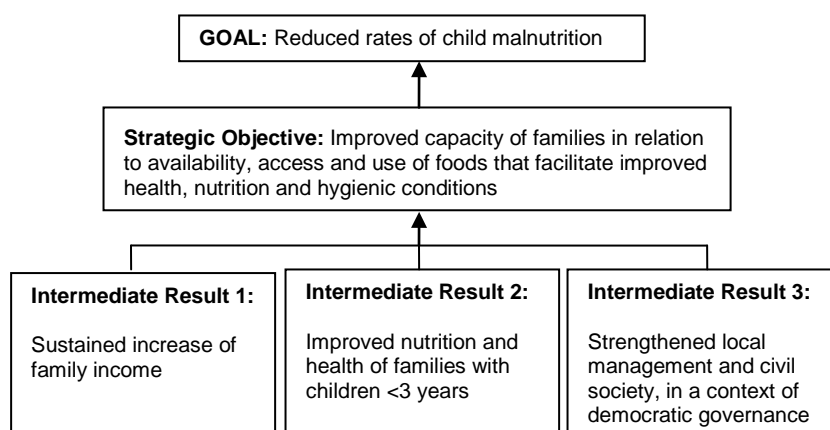 GOAL: Reduced rates of child malnutrition
Strategic Objective: Improved capacity of families in relation
to availability, access and use of foods that facilitate improved
health, nutrition and hygienic conditions
Intermediate Result 1:
Sustained increase of
family income
Intermediate Result 2:
Improved nutrition and
health of families with
children <3 years
Intermediate Result 3:
Strengthened local
management and civil
society, in a context of
democratic governance